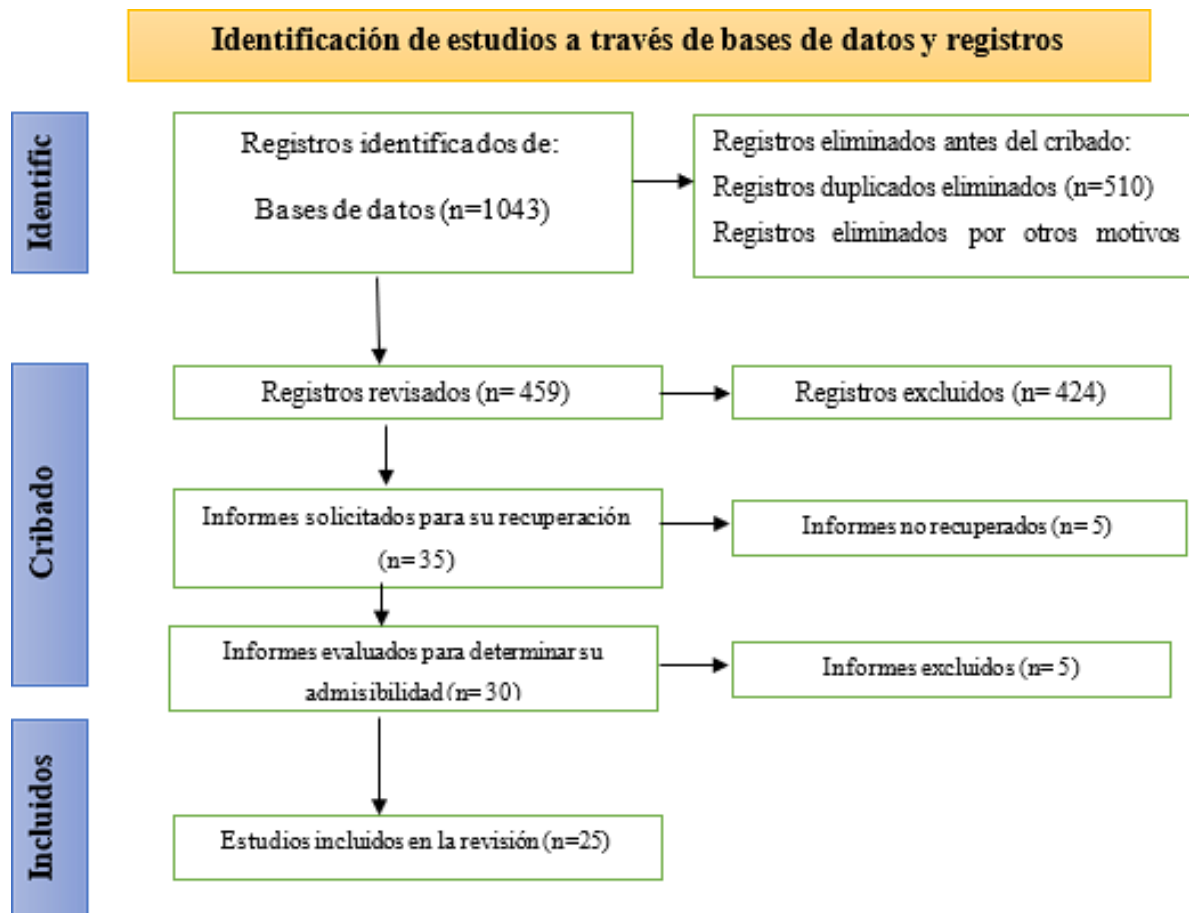 Identificación de estudios a través de bases de datos y registros
Identific
Registros identificados de:
Bases de datos (n=1043)
Registros eliminados antes del cribado:
Registros duplicados eliminados (n=510)
Registros eliminados por otros motivos
Cribado
Registros revisados (n= 459)
Registros excluidos (n= 424)
Informes solicitados para su recuperación
(n= 35)
Informes no recuperados (n= 5)
Informes evaluados para determinar su
admisibilidad (n= 30)
Informes excluidos (n= 5)
Incluidos
Estudios incluidos en la revisión (n=25)